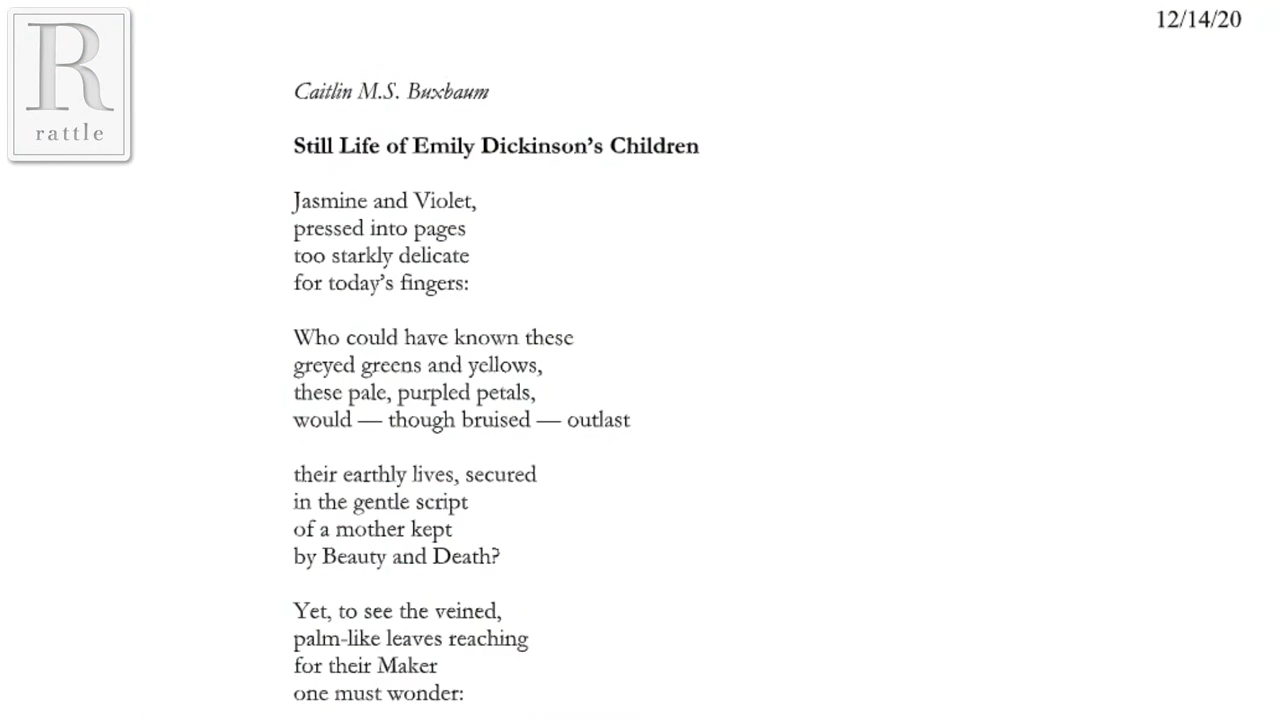 R
rattle
12/14/20
Caitlin M.S. Buxbaum
Still Life of Emily Dickinson’s Children
Jasmine and Violet,
pressed into pages
too starkly delicate
for today’s fingers:
Who could have known these
greyed greens and yellows,
these pale, purpled petals,
would — though bruised — outlast
their earthly lives, secured
in the gentle script
of a mother kept
by Beauty and Death?
Yet, to see the veined,
palm-like leaves reaching
for their Maker
one must wonder: